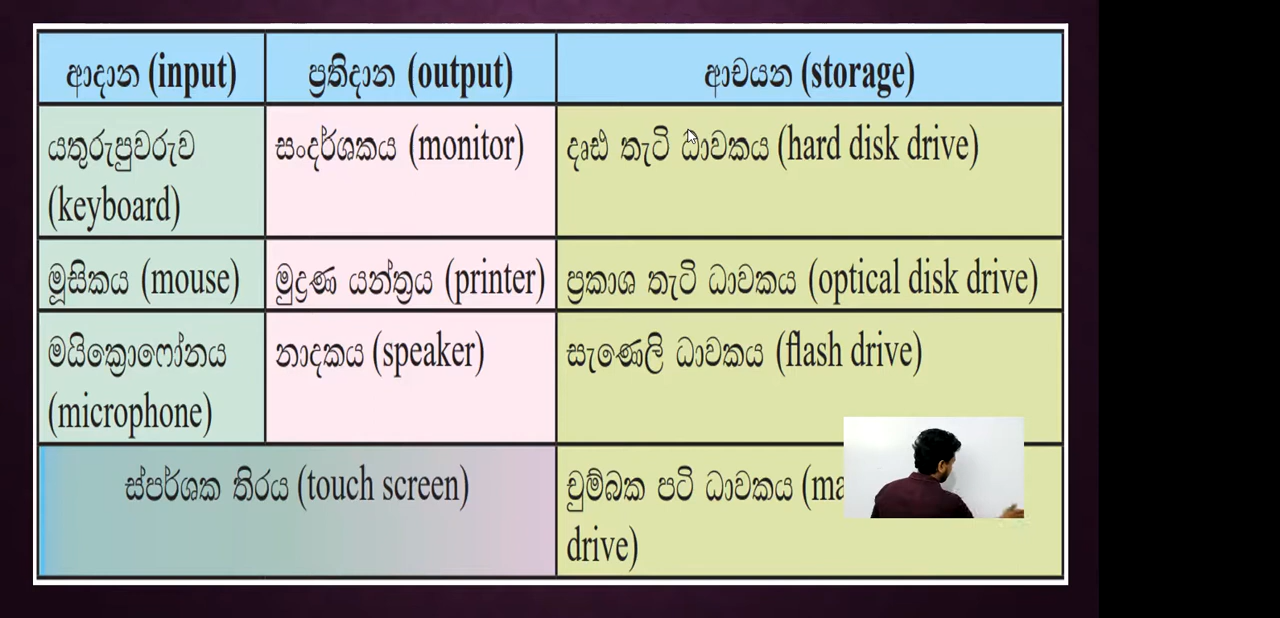 ආදාන (input)
ප්‍රතිදාන (output)
ආචයන (storage)
යතුරුපුවරුව
(keyboard)
සංදර්ශකය (monitor)
දෘඪ තැටි ධාවකය (hard disk drive)
මූසිකය (mouse)
මුද්‍රණ යන්ත්‍රය (printer)
ප්‍රකාශ තැටි ධාවකය (optical disk drive)
මයික්‍රොෆෝනය
(microphone)
නාදකය (speaker)
සැණෙලි ධාවකය (flash drive)
ස්පර්ශක තිරය (touch screen)
චුම්බක පටි ධාවකය
drive)